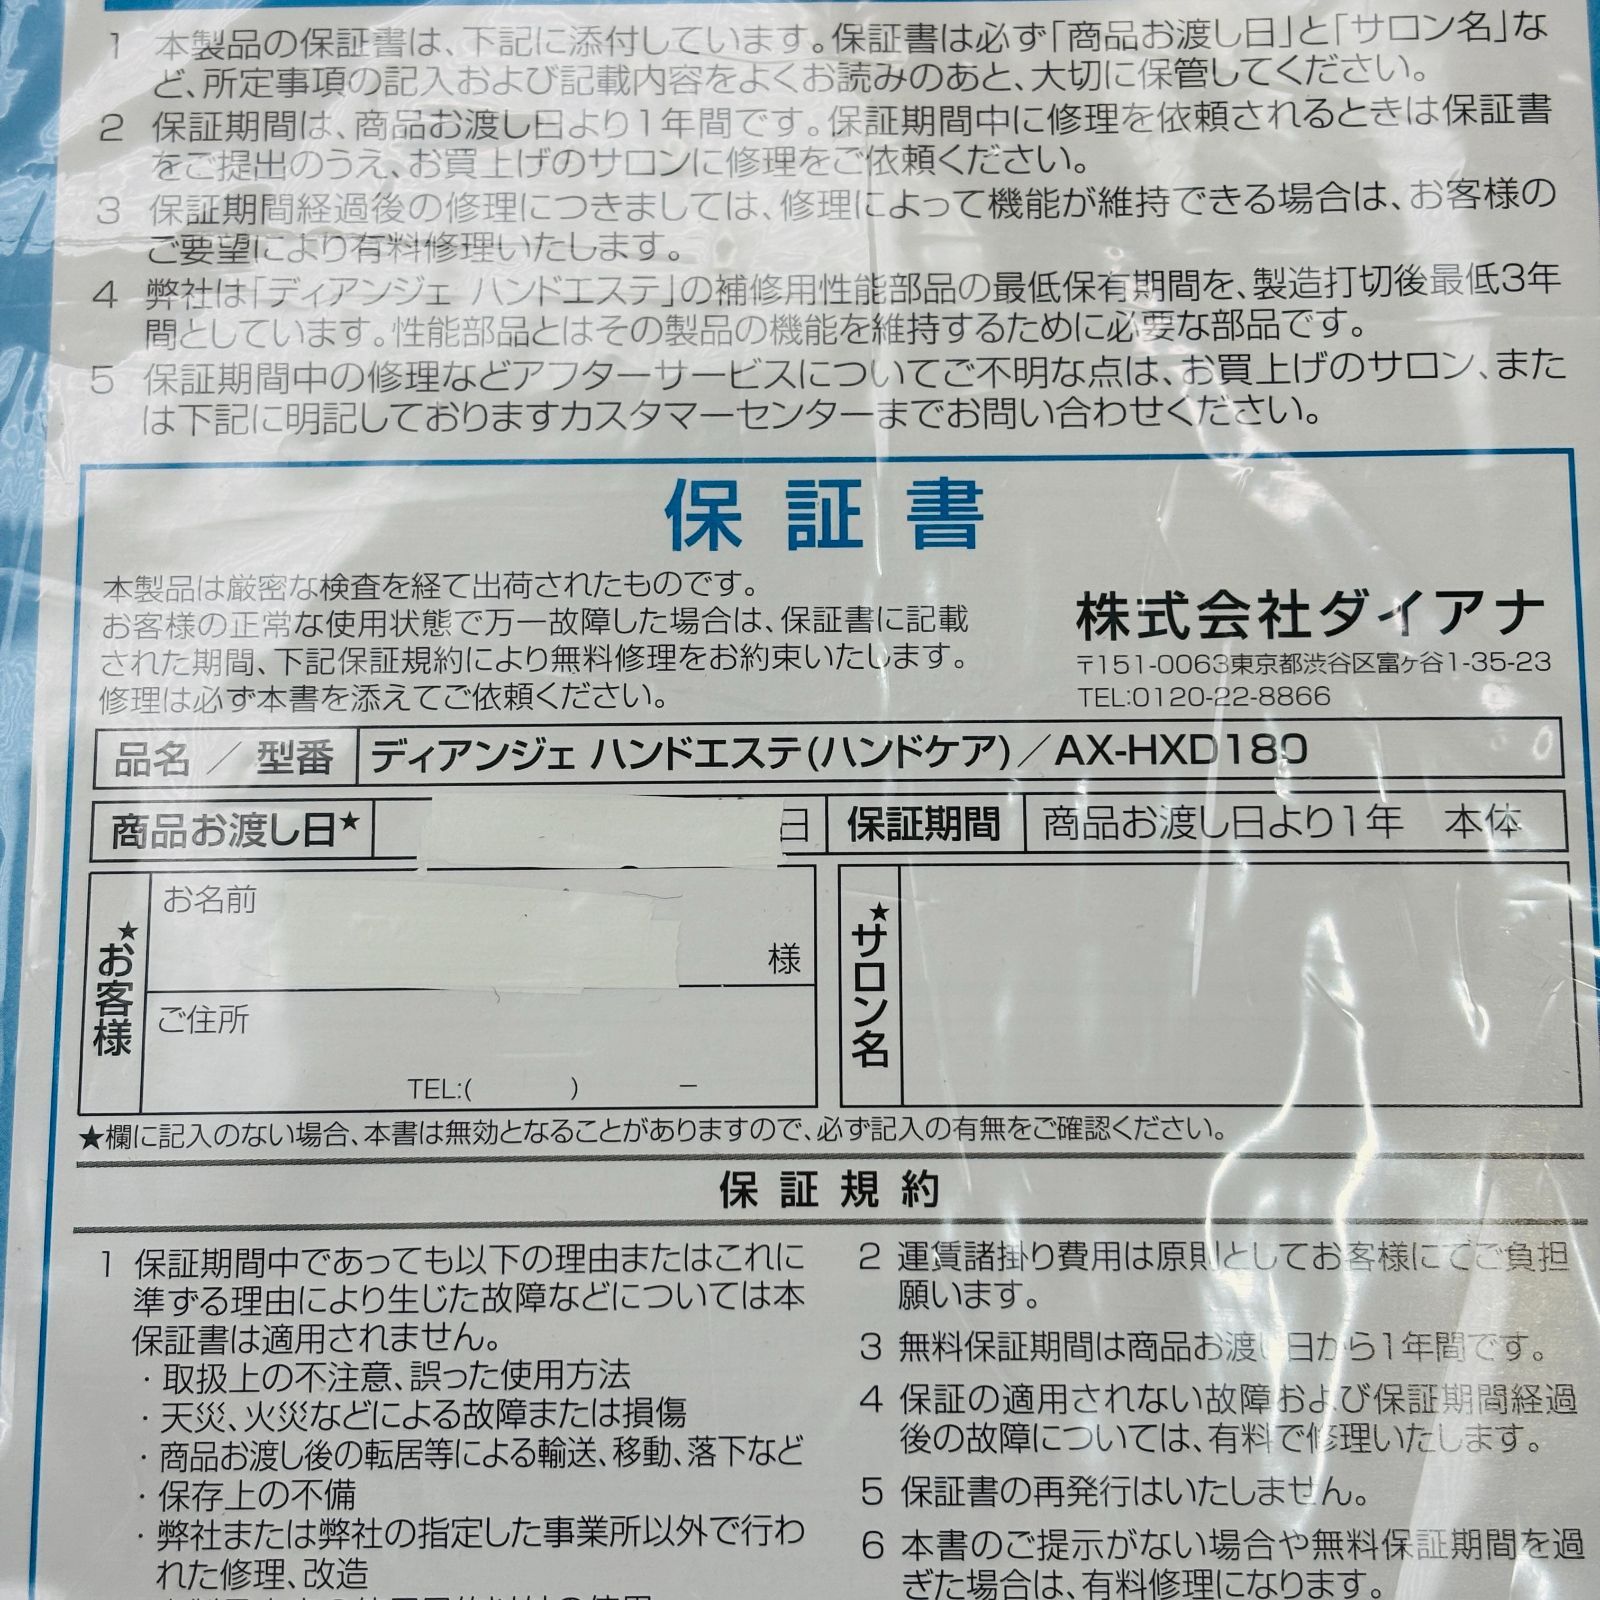 1 本製品の保証書は、下記に添付しています。保証書は必ず「商品お渡し日」と「サロン名」な
ど、所定事項の記入および記載内容をよくお読みのあと、大切に保管してください。
2 保証期間は、商品お渡し日より1年間です。保証期間中に修理を依頼されるときは保証書
をご提出のうえ、お買上げのサロンに修理をご依頼ください。
3 保証期間経過後の修理につきましては、修理によって機能が維持できる場合は、お客様の
ご要望により有料修理いたします。
4 弊社は「ディアンジェ ハンドエステ」の補修用性能部品の最低保有期間を、製造打切後最低3年
間としています。性能部品とはその製品の機能を維持するために必要な部品です。
5 保証期間中の修理などアフターサービスについてご不明な点は、お買上げのサロン、また
は下記に明記しておりますカスタマーセンターまでお問い合わせください。
保証書
本製品は厳密な検査を経て出荷されたものです。
お客様の正常な使用状態で万一故障した場合は、保証書に記載
された期間、下記保証規約により無料修理をお約束いたします。
修理は必ず本書を添えてご依頼ください。
株式会社ダイアナ
〒151-0063東京都渋谷区富ヶ谷1-35-23
TEL:0120-22-8866
品名／型番 ディアンジェ ハンドエステ(ハンドケア)／AX-HXD180
商品お渡し日★ 日 保証期間 商品お渡し日より1年 本体
★お客様
お名前
様
ご住所
TEL:( ) −
★サロン名
★欄に記入のない場合、本書は無効となることがありますので、必ず記入の有無をご確認ください。
保証規約
1 保証期間中であっても以下の理由またはこれに
準ずる理由により生じた故障などについては本
保証書は適用されません。
・取扱上の不注意、誤った使用方法
・天災、火災などによる故障または損傷
・商品お渡し後の転居等による輸送、移動、落下など
・保存上の不備
・弊社または弊社の指定した事業所以外で行わ
れた修理、改造
2 運賃諸掛り費用は原則としてお客様にてご負担
願います。
3 無料保証期間は商品お渡し日から1年間です。
4 保証の適用されない故障および保証期間経過
後の故障については、有料で修理いたします。
5 保証書の再発行はいたしません。
6 本書のご提示がない場合や無料保証期間を過
ぎた場合は、有料修理になります。